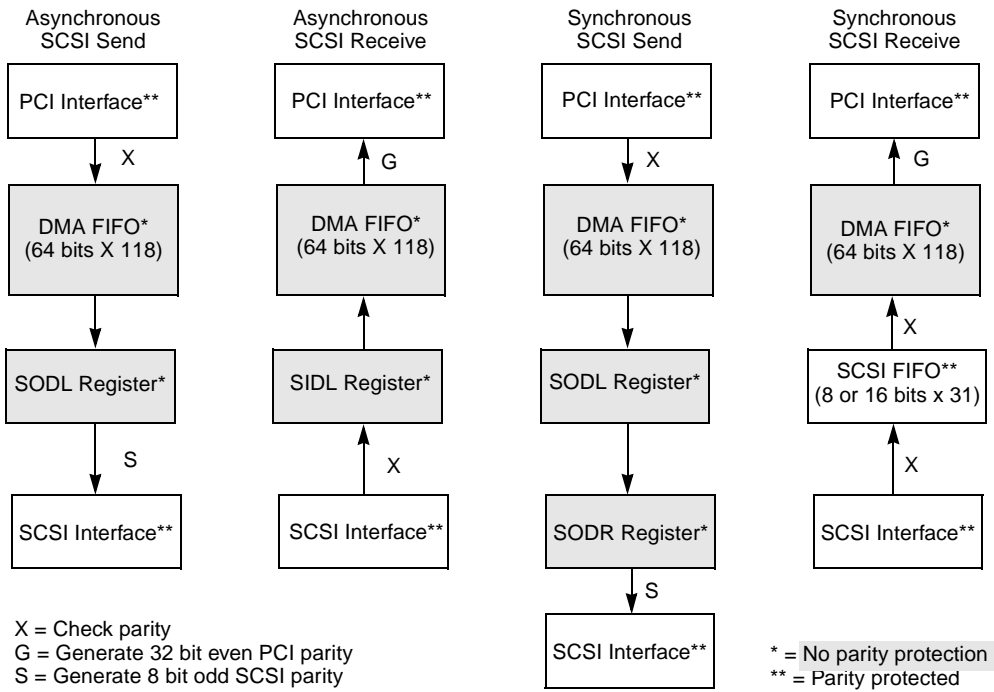 Asynchronous
SCSI Send
PCI Interface**
X
DMA FIFO*
(64 bits X 118)
SODL Register*
S
SCSI Interface**
Asynchronous
SCSI Receive
PCI Interface**
G
DMA FIFO*
(64 bits X 118)
SIDL Register*
X
SCSI Interface**
Synchronous
SCSI Send
PCI Interface**
X
DMA FIFO*
(64 bits X 118)
SODL Register*
SODR Register*
S
SCSI Interface**
Synchronous
SCSI Receive
PCI Interface**
G
DMA FIFO*
(64 bits X 118)
X
SCSI FIFO**
(8 or 16 bits x 31)
X
SCSI Interface**
X = Check parity
G = Generate 32 bit even PCI parity
S = Generate 8 bit odd SCSI parity
* = No parity protection
** = Parity protected